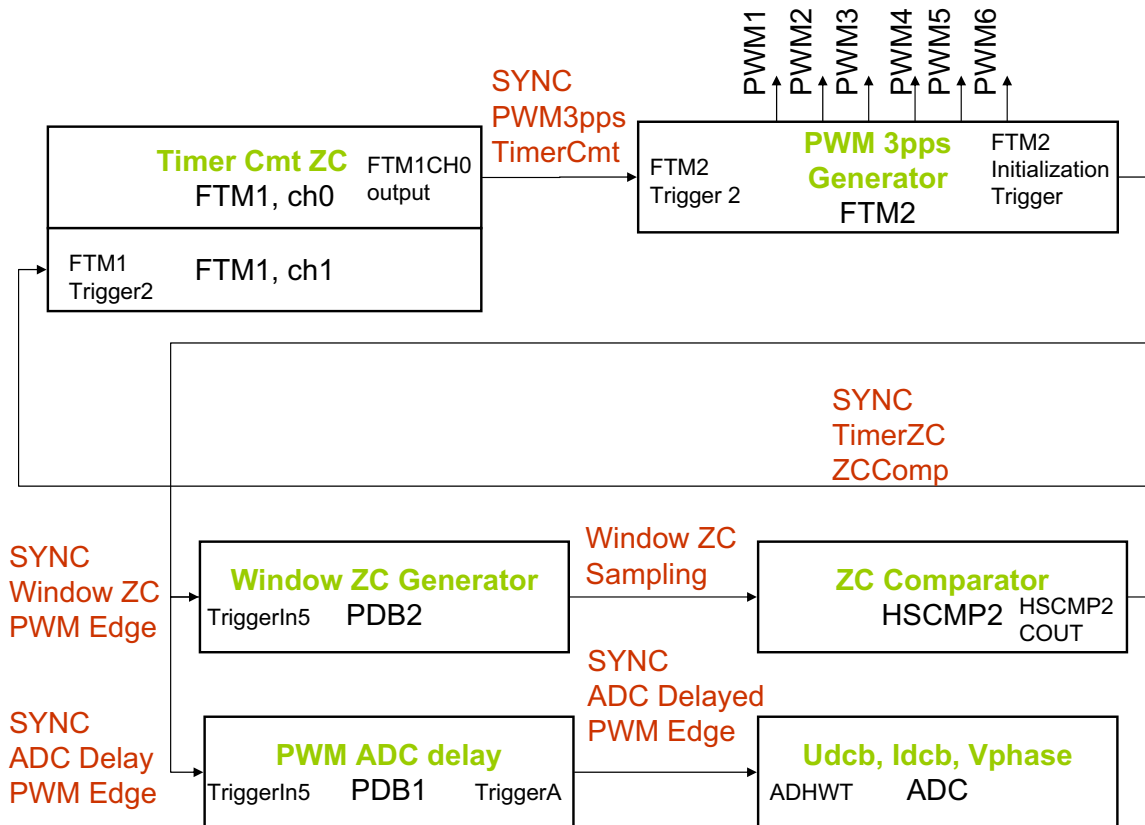 PWM1
PWM2
PWM3
PWM4
PWM5
PWM6
SYNC
PWM3pps
TimerCmt
Timer Cmt ZC
FTM1, ch0
FTM1CH0
output
FTM1, ch1
FTM1
Trigger2
FTM2
Trigger 2
PWM 3pps
Generator
FTM2
FTM2
Initialization
Trigger
SYNC
TimerZC
ZCComp
SYNC
Window ZC
PWM Edge
Window ZC Generator
TriggerIn5
PDB2
Window ZC
Sampling
ZC Comparator
HSCMP2
HSCMP2
COUT
SYNC
ADC Delay
PWM Edge
PWM ADC delay
TriggerIn5
PDB1
TriggerA
SYNC
ADC Delayed
PWM Edge
Udcb, Idcb, Vphase
ADHWT
ADC